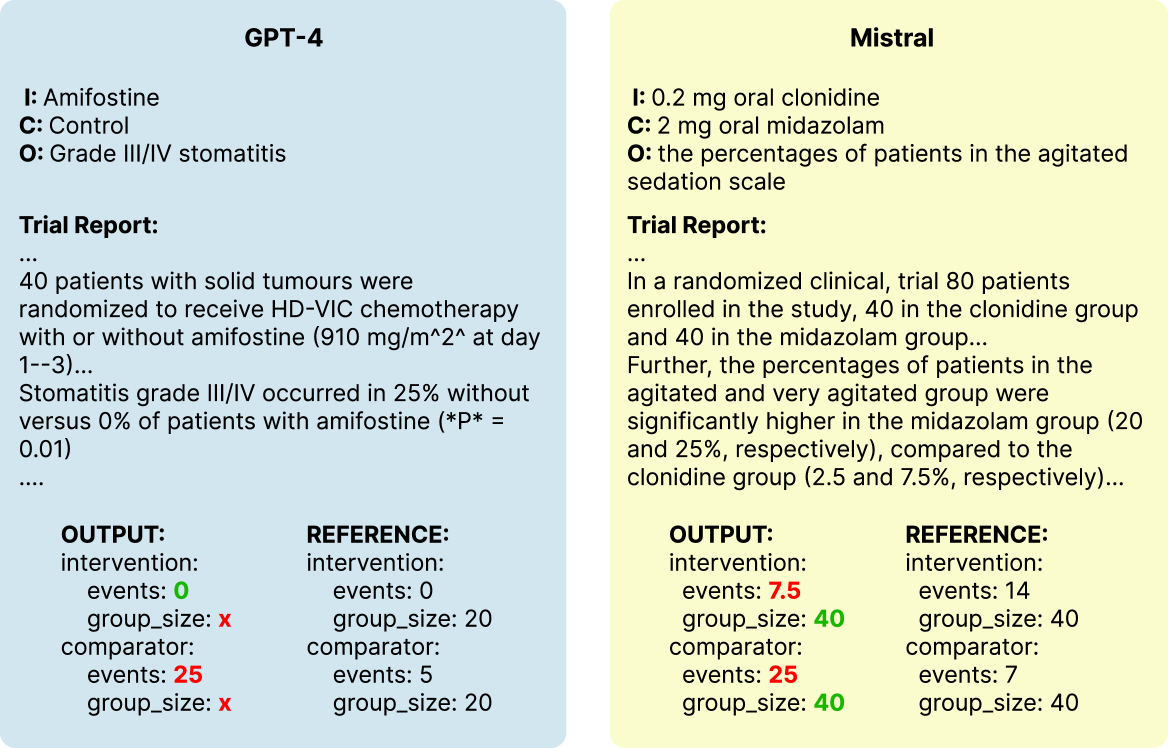 GPT-4
I: Amifostine
C: Control
O: Grade III/IV stomatitis
Trial Report:
...
40 patients with solid tumours were
randomized to receive HD-VIC chemotherapy
with or without amifostine (910 mg/m^2^ at day
1--3)...
Stomatitis grade III/IV occurred in 25% without
versus 0% of patients with amifostine (*P* =
0.01)
....
OUTPUT:
intervention:
events: 0
group_size: x
comparator:
events: 25
group_size: x
REFERENCE:
intervention:
events: 0
group_size: 20
comparator:
events: 5
group_size: 20
Mistral
I: 0.2 mg oral clonidine
C: 2 mg oral midazolam
O: the percentages of patients in the agitated
sedation scale
Trial Report:
...
In a randomized clinical, trial 80 patients
enrolled in the study, 40 in the clonidine group
and 40 in the midazolam group...
Further, the percentages of patients in the
agitated and very agitated group were
significantly higher in the midazolam group (20
and 25%, respectively), compared to the
clonidine group (2.5 and 7.5%, respectively)...
OUTPUT:
intervention:
events: 7.5
group_size: 40
comparator:
events: 25
group_size: 40
REFERENCE:
intervention:
events: 14
group_size: 40
comparator:
events: 7
group_size: 40